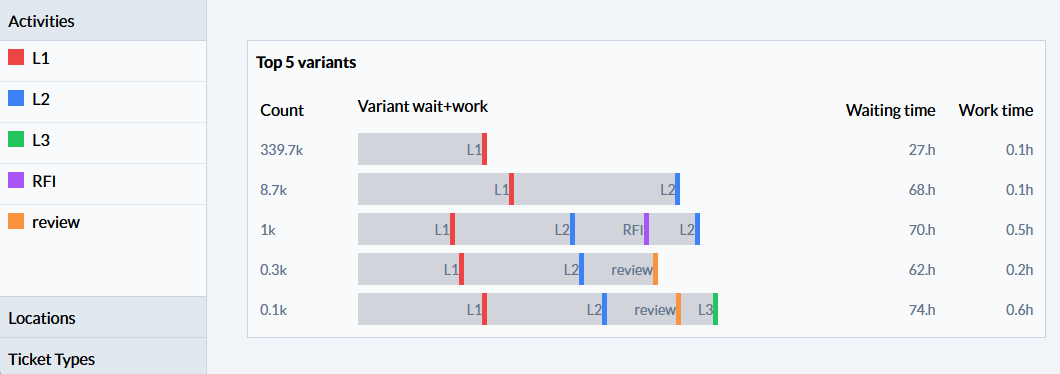 Activities
L1
L2
L3
RFI
review
Locations
Ticket Types
Top 5 variants
Count Variant wait+work Waiting time Work time
339.7k L1 27.h 0.1h
8.7k L1 L2 68.h 0.1h
1k L1 L2 RFI L2 70.h 0.5h
0.3k L1 L2 review 62.h 0.2h
0.1k L1 L2 review L3 74.h 0.6h